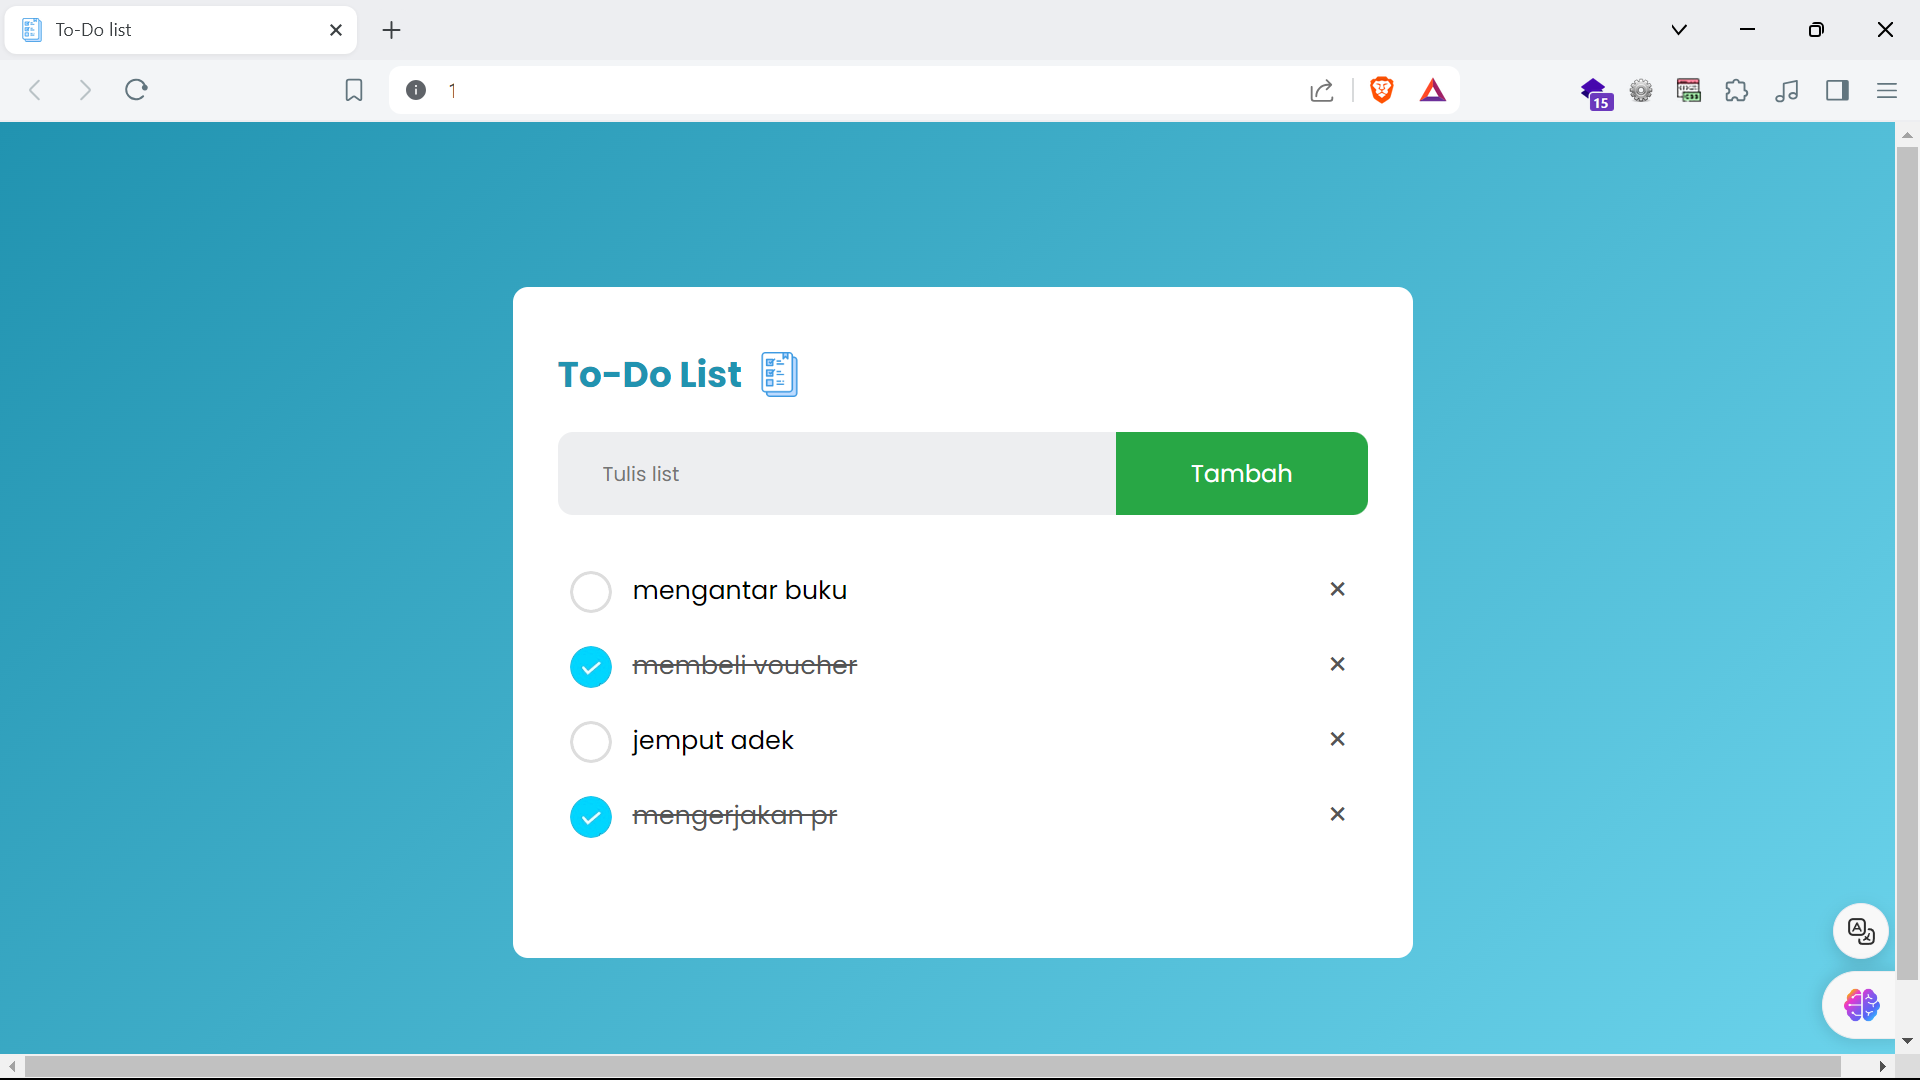 To-Do list
1
15
To-Do List
Tulis list
Tambah
mengantar buku
membeli voucher
jemput adek
mengerjakan pr